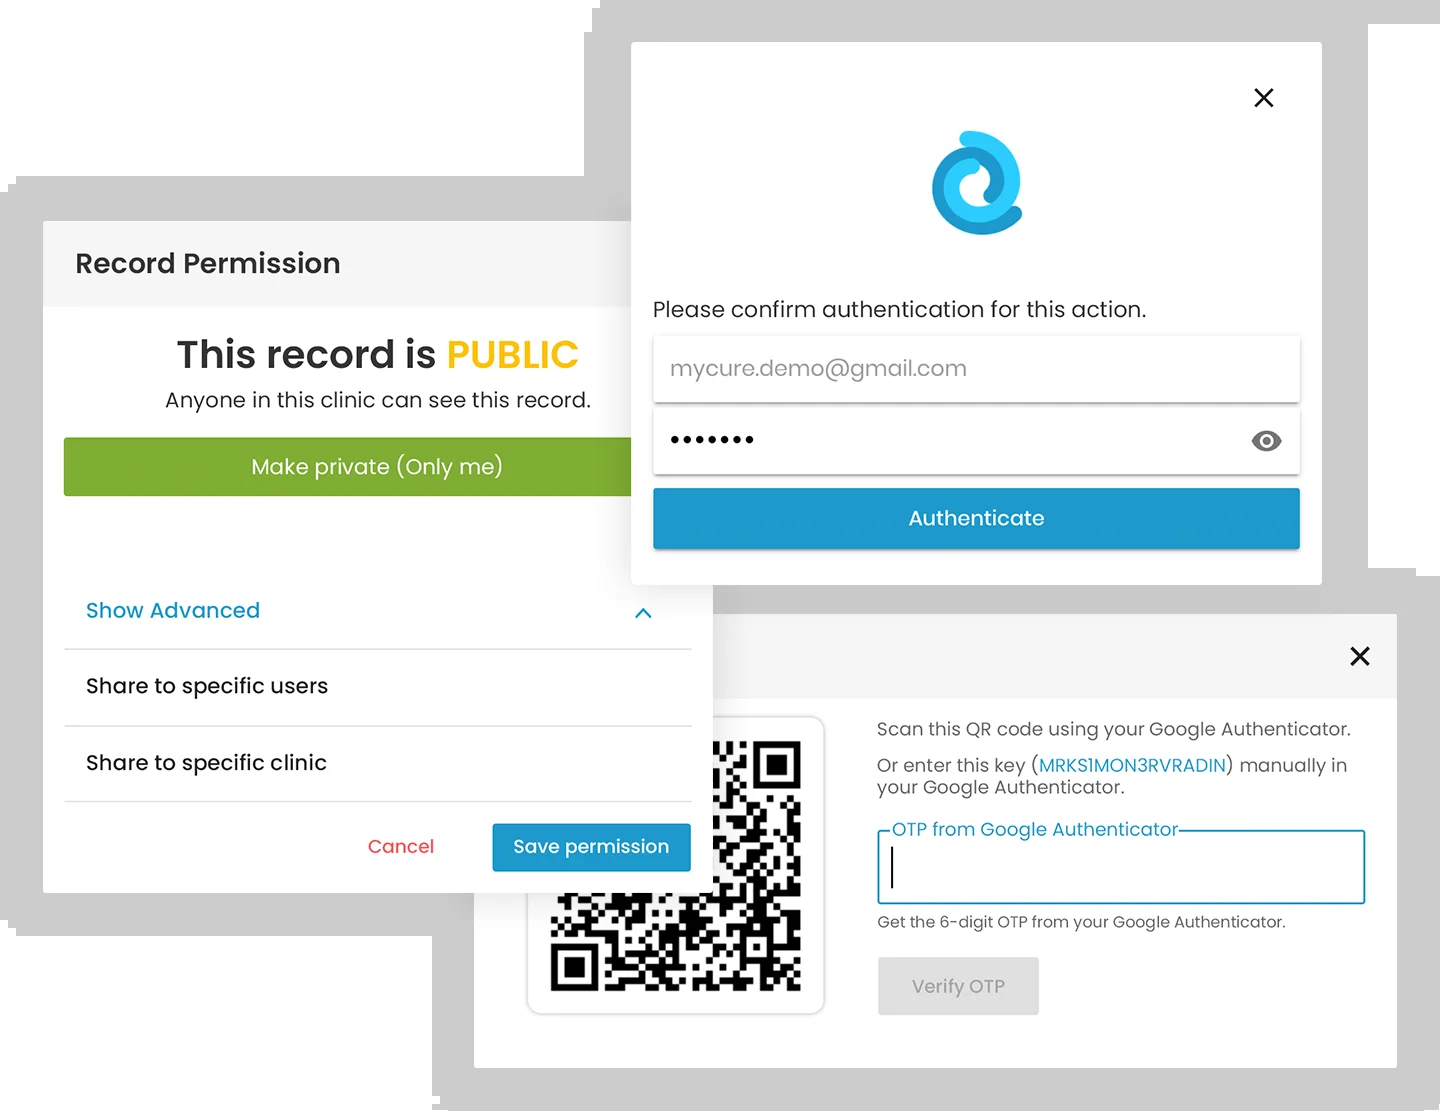 Record Permission
This record is PUBLIC
Anyone in this clinic can see this record.
Make private (Only me)
Show Advanced
Share to specific users
Share to specific clinic
Cancel
Save permission
Please confirm authentication for this action.
mycure.demo@gmail.com
•••••••
Authenticate
Scan this QR code using your Google Authenticator.
Or enter this key (MRKS1MON3RVRADIN) manually in
your Google Authenticator.
OTP from Google Authenticator
Get the 6-digit OTP from your Google Authenticator.
Verify OTP